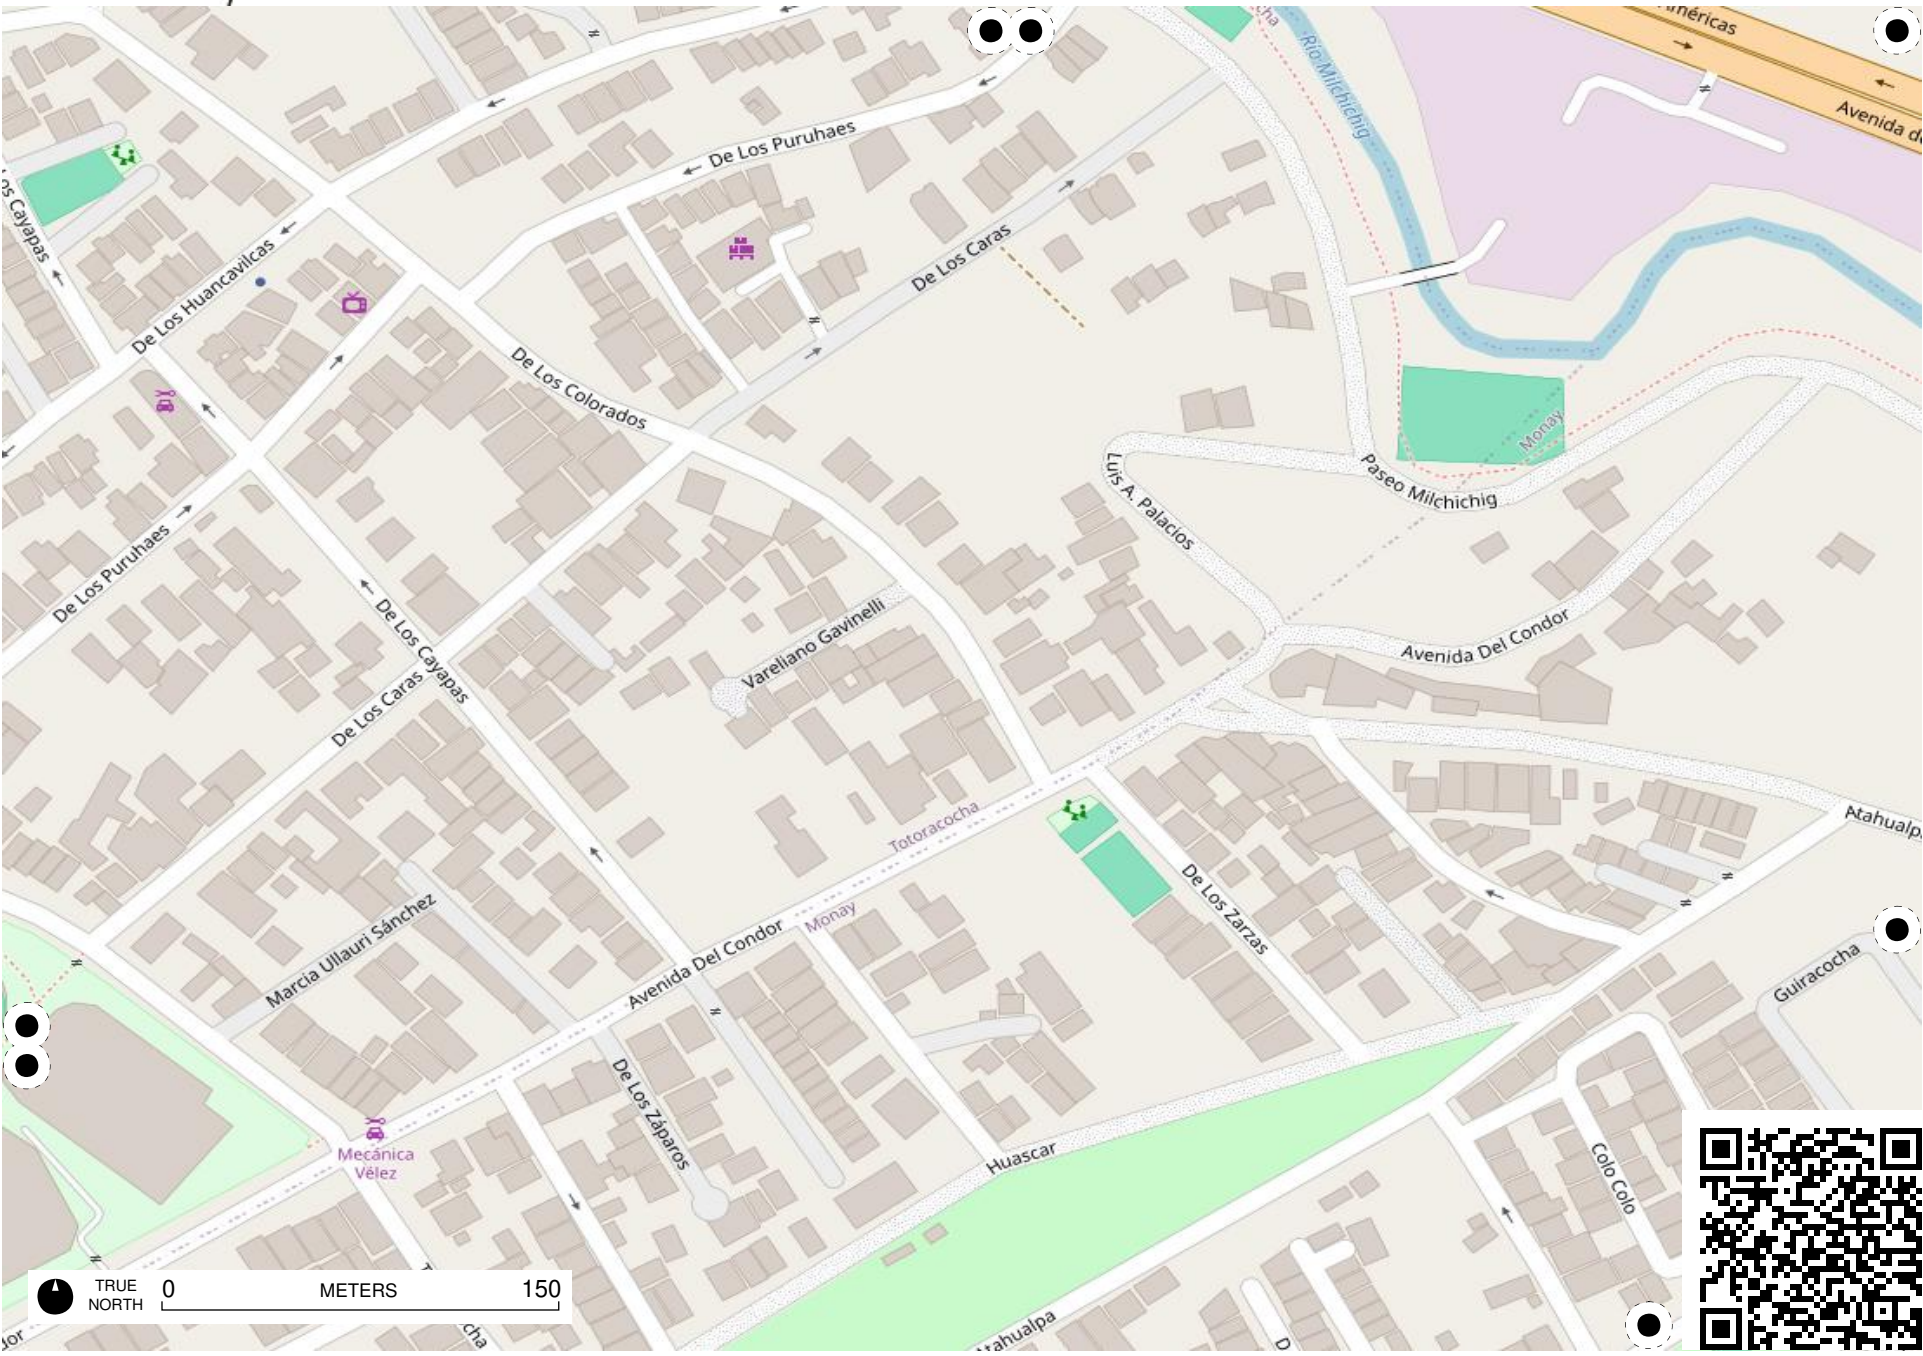 Américas
Avenida de
Río Milchichig
De Los Puruhaes
De Los Cayapas
De Los Caras
De Los Huancavilcas
De Los Colorados
Monay
Paseo Milchichig
Luis A. Palacios
De Los Puruhaes
De Los Cayapas
Vareliano Gavinelli
Avenida Del Condor
De Los Caras
Totoracocha
Monay
Atahualpa
De Los Zarzas
Marcia Ullauri Sánchez
Avenida Del Condor
Guiracocha
De Los Záparos
Mecánica
Vélez
Huascar
Colo Colo
Atahualpa
TRUE
NORTH
0 METERS 150